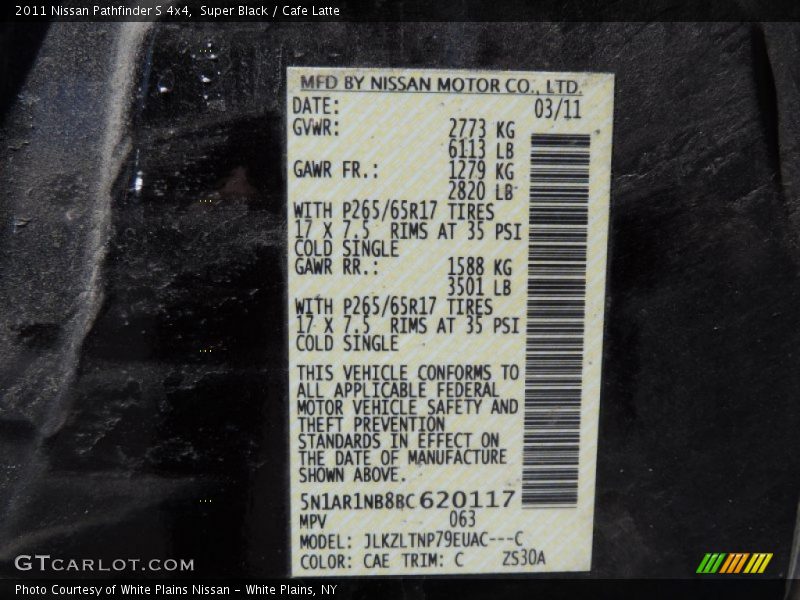 2011 Nissan Pathfinder S 4x4,  Super Black / Cafe Latte
MFD BY NISSAN MOTOR CO., LTD.
DATE: 03/11
GVWR: 2773 KG
6113 LB
GAWR FR.: 1279 KG
2820 LB
WITH P265/65R17 TIRES
17 X 7.5 RIMS AT 35 PSI
COLD SINGLE
GAWR RR.: 1588 KG
3501 LB
WITH P265/65R17 TIRES
17 X 7.5 RIMS AT 35 PSI
COLD SINGLE
THIS VEHICLE CONFORMS TO
ALL APPLICABLE FEDERAL
MOTOR VEHICLE SAFETY AND
THEFT PREVENTION
STANDARDS IN EFFECT ON
THE DATE OF MANUFACTURE
SHOWN ABOVE.
5N1AR1NB8BC620117
MPV 063
MODEL: JLKZLTNP79EUAC---C
COLOR: CAE TRIM: C ZS30A
GTCARLOT.COM
Photo Courtesy of White Plains Nissan - White Plains, NY